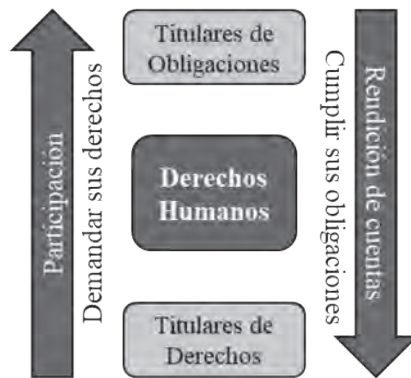 Titulares de
Obligaciones
Participación
Demandar sus derechos
Derechos
Humanos
Cumplir sus obligaciones
Rendición de cuentas
Titulares de
Derechos